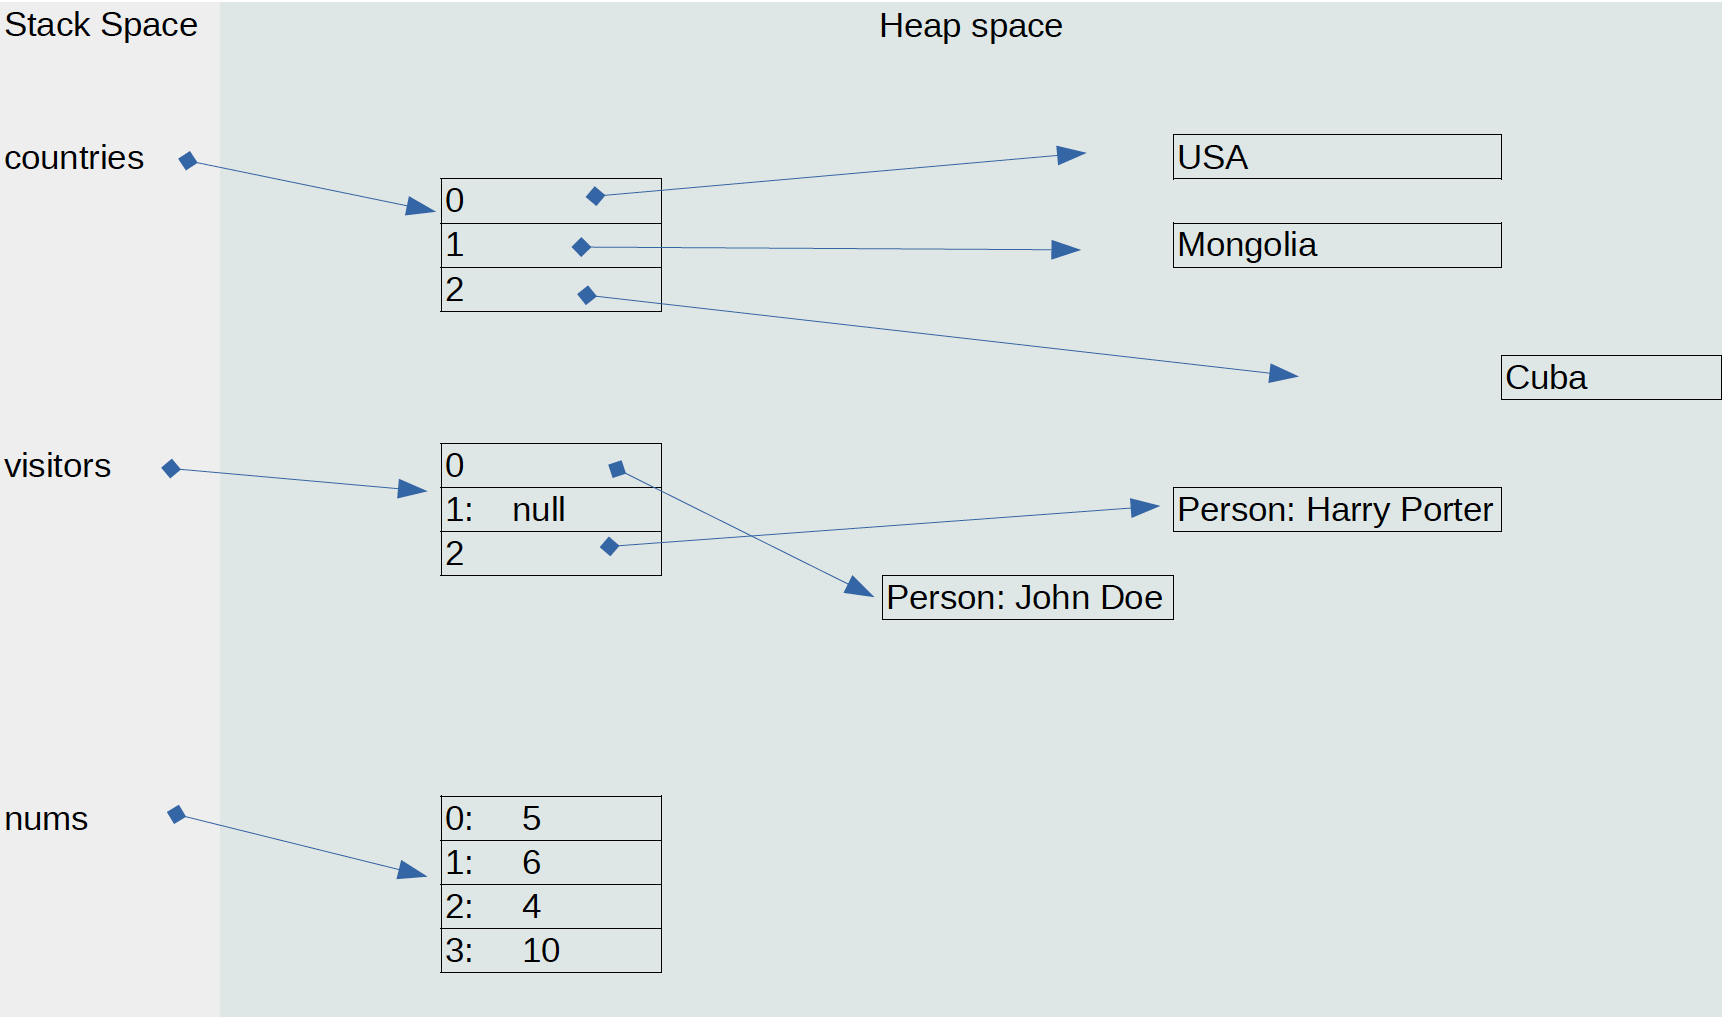 Stack Space
Heap space
countries
USA
0
1
Mongolia
2
Cuba
visitors
0
1: null
Person: Harry Porter
2
Person: John Doe
nums
0: 5
1: 6
2: 4
3: 10